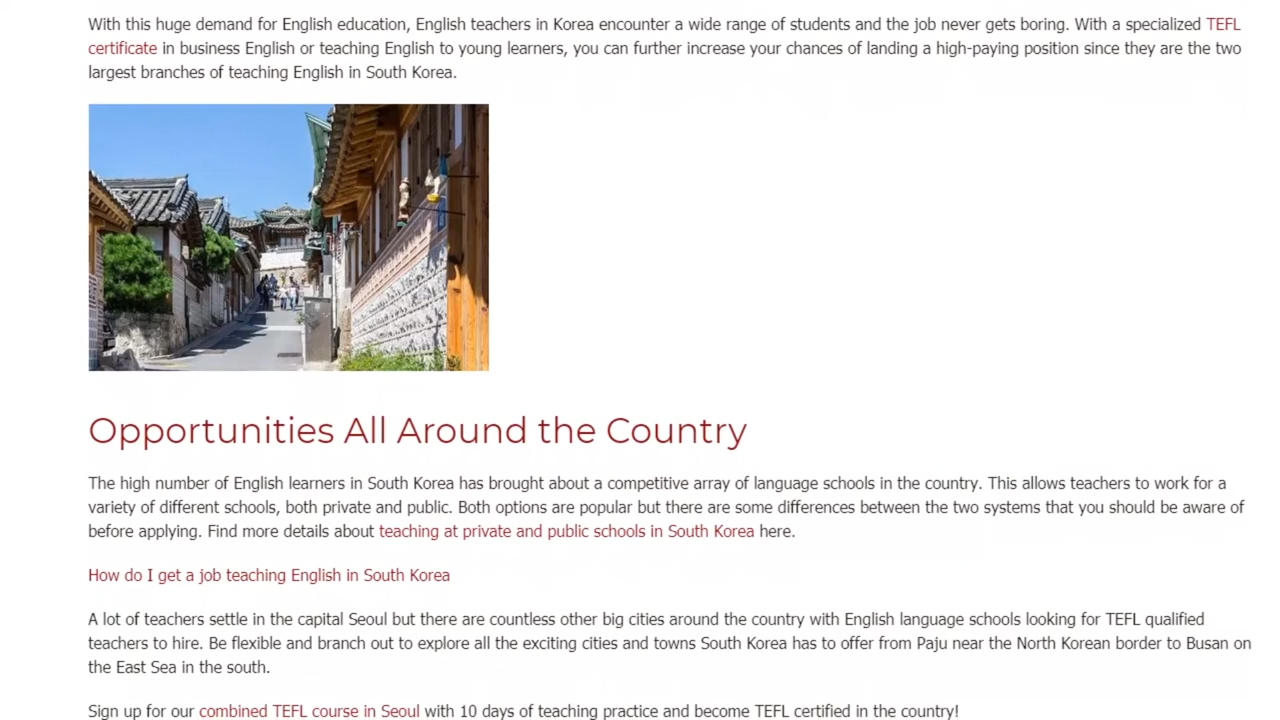 With this huge demand for English education, English teachers in Korea encounter a wide range of students and the job never gets boring. With a specialized TEFL
certificate in business English or teaching English to young learners, you can further increase your chances of landing a high-paying position since they are the two
largest branches of teaching English in South Korea.
Opportunities All Around the Country
The high number of English learners in South Korea has brought about a competitive array of language schools in the country. This allows teachers to work for a
variety of different schools, both private and public. Both options are popular but there are some differences between the two systems that you should be aware of
before applying. Find more details about teaching at private and public schools in South Korea here.
How do I get a job teaching English in South Korea
A lot of teachers settle in the capital Seoul but there are countless other big cities around the country with English language schools looking for TEFL qualified
teachers to hire. Be flexible and branch out to explore all the exciting cities and towns South Korea has to offer from Paju near the North Korean border to Busan on
the East Sea in the south.
Sign up for our combined TEFL course in Seoul with 10 days of teaching practice and become TEFL certified in the country!